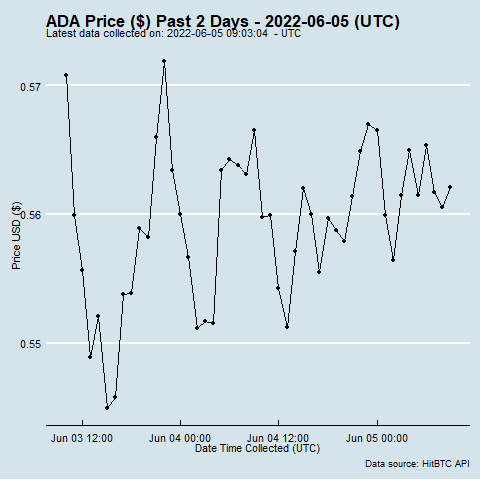 ADA Price ($) Past 2 Days - 2022-06-05 (UTC)
Latest data collected on: 2022-06-05 09:03:04 - UTC
0.57
0.56
0.55
Price USD ($)
Jun 03 12:00 Jun 04 00:00 Jun 04 12:00 Jun 05 00:00
Date Time Collected (UTC)
Data source: HitBTC API